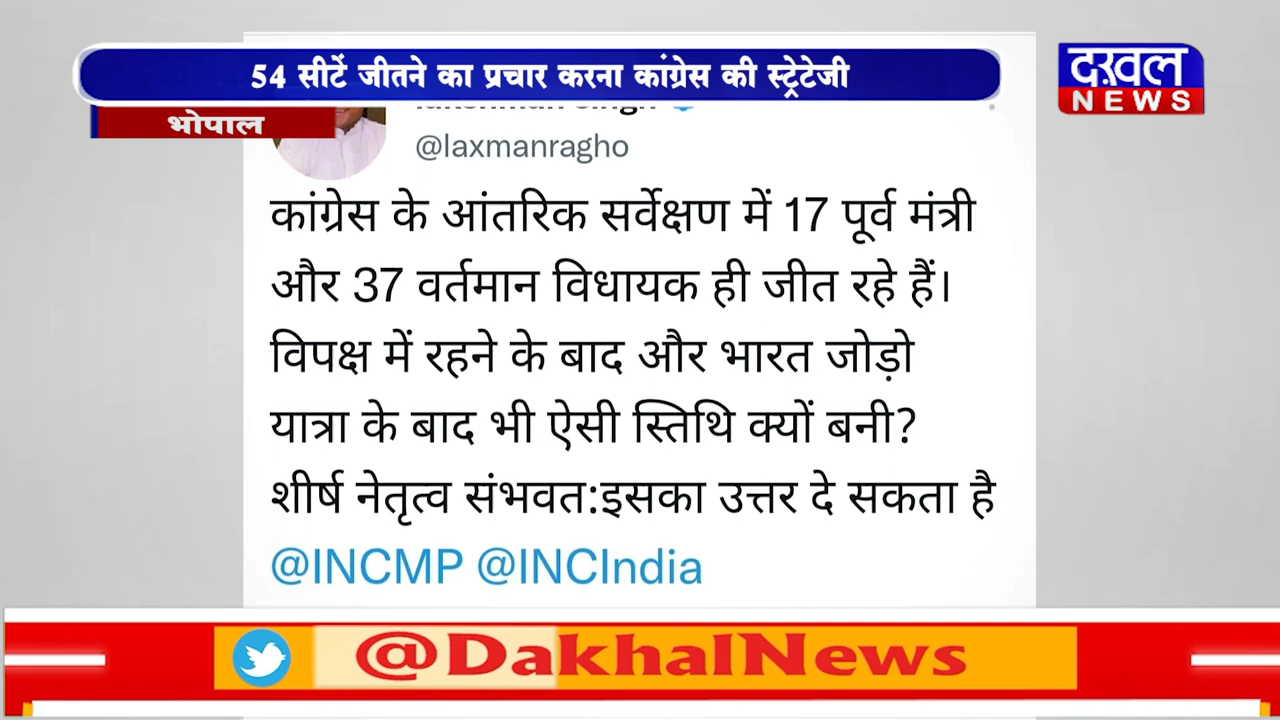 54 सीटें जीतने का प्रचार करना कांग्रेस की स्ट्रेटेजी
दख़ल
NEWS
भोपाल
@laxmanragho
कांग्रेस के आंतरिक सर्वेक्षण में 17 पूर्व मंत्री
और 37 वर्तमान विधायक ही जीत रहे हैं।
विपक्ष में रहने के बाद और भारत जोड़ो
यात्रा के बाद भी ऐसी स्तिथि क्यों बनी?
शीर्ष नेतृत्व संभवत:इसका उत्तर दे सकता है
@INCMP @INCIndia
@DakhalNews